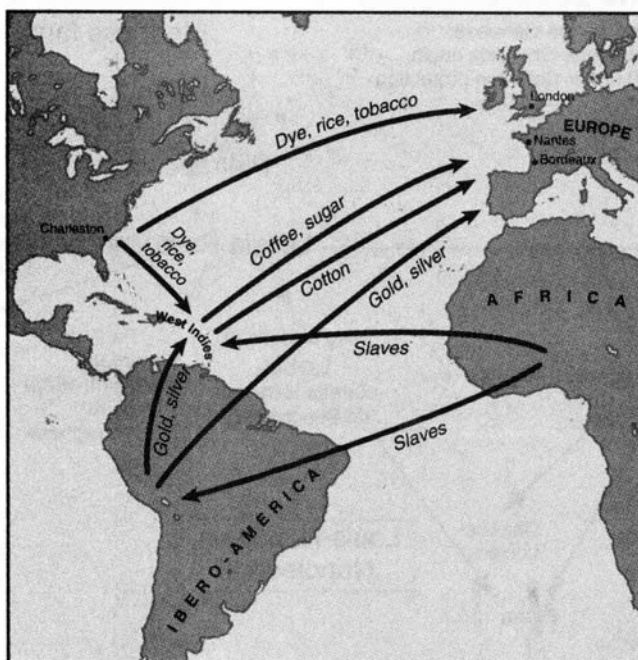 London
EUROPE
Nantes
Bordeaux
Dye, rice, tobacco
Charleston
Dye,
rice,
tobacco
Coffee, sugar
Cotton
Gold, silver
West Indies
AFRICA
Slaves
Gold, silver
Slaves
IBERO-AMERICA